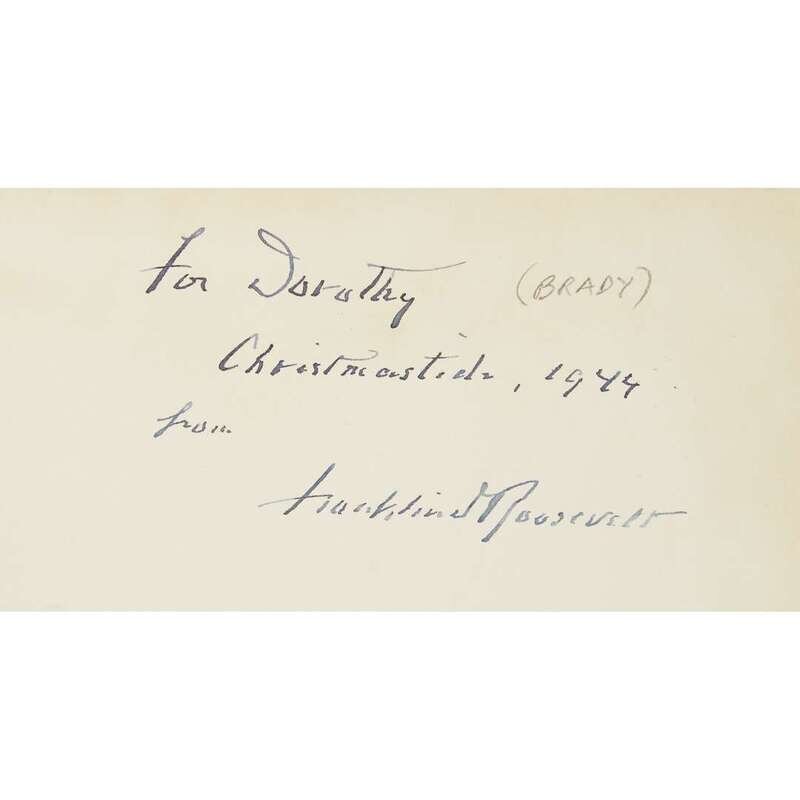 For Dorothy (BRADY)
Christmastide, 1944
from
Franklin D Roosevelt